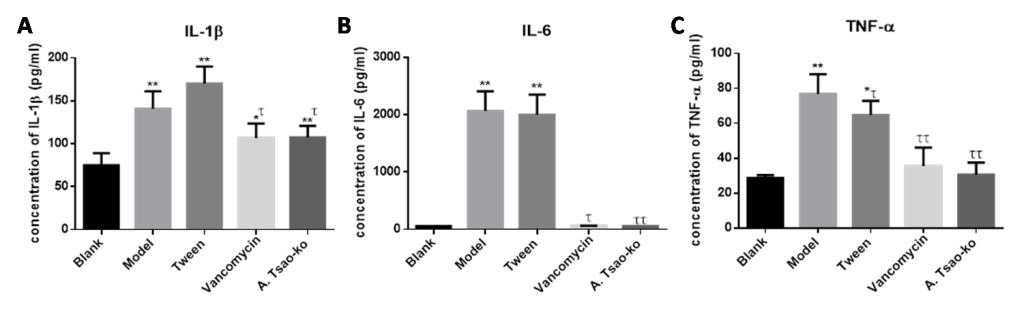 A
IL-1β
concentration of IL-1β (pg/ml)
200
150
100
50
0
**
**
*τ
**τ
Blank
Model
Tween
Vancomycin
A. Tsao-ko
B
IL-6
concentration of IL-6 (pg/ml)
3000
2000
1000
0
**
**
τ
ττ
Blank
Model
Tween
Vancomycin
A. Tsao-ko
C
TNF-α
concentration of TNF-α (pg/ml)
100
80
60
40
20
0
**
*τ
ττ
ττ
Blank
Model
Tween
Vancomycin
A. Tsao-ko